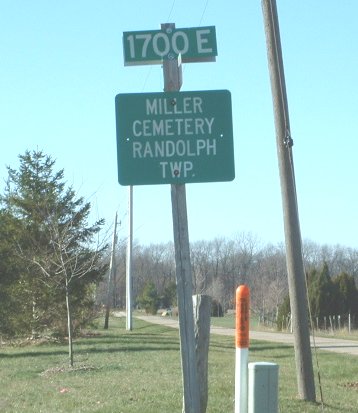 1700 E
MILLER
CEMETERY
RANDOLPH
TWP.